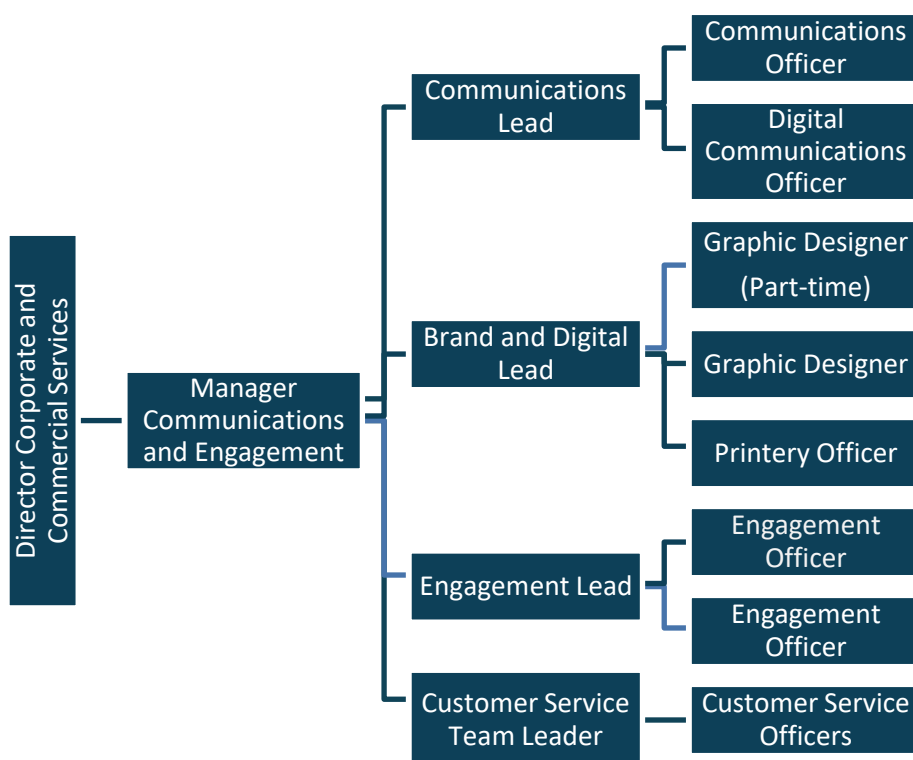 Director Corporate and
Commercial Services
Manager
Communications
and Engagement
Communications
Lead
Communications
Officer
Digital
Communications
Officer
Brand and Digital
Lead
Graphic Designer
(Part-time)
Graphic Designer
Printery Officer
Engagement Lead
Engagement
Officer
Engagement
Officer
Customer Service
Team Leader
Customer Service
Officers